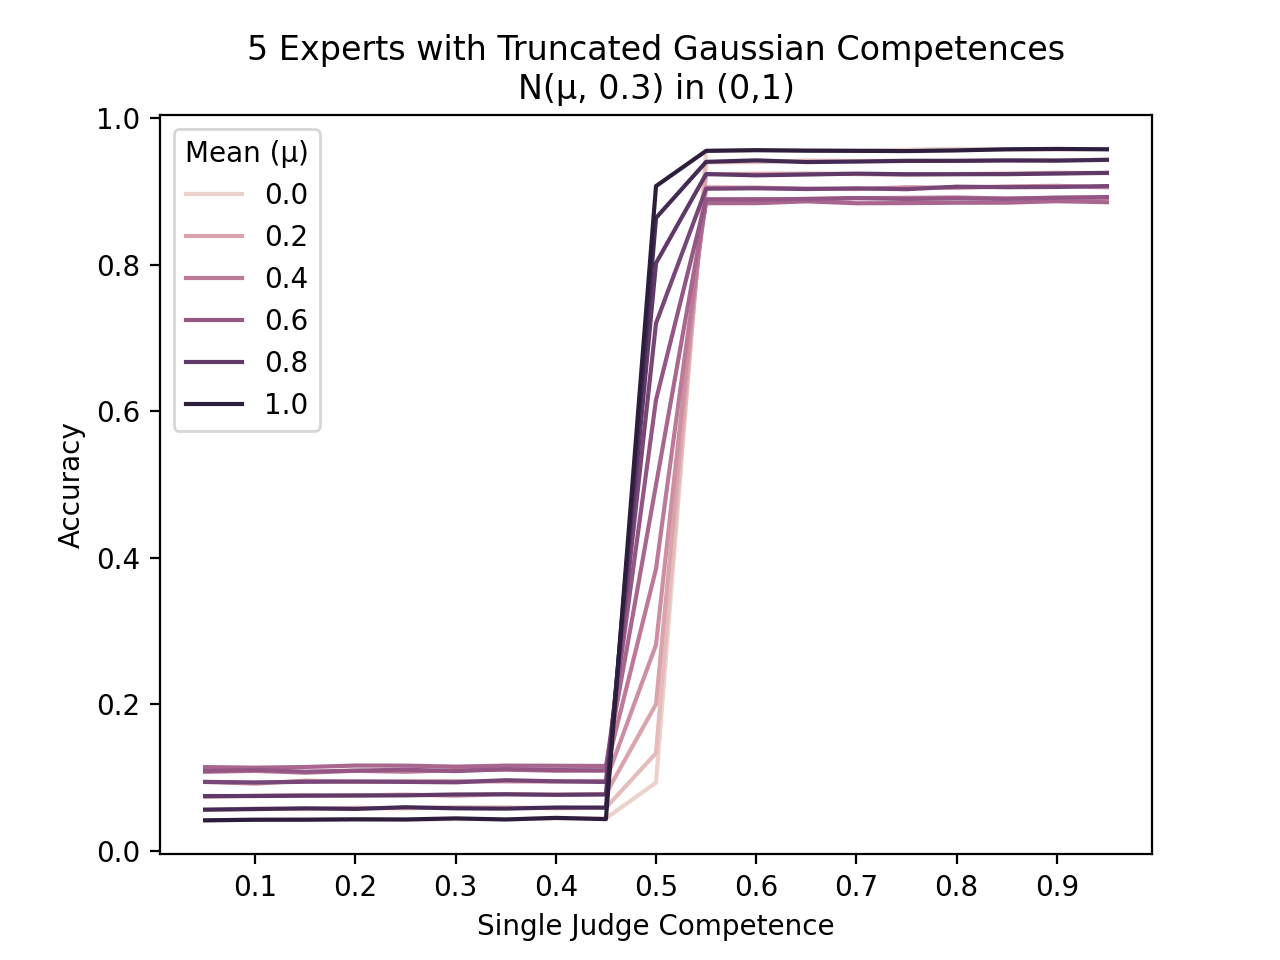 5 Experts with Truncated Gaussian Competences
N(μ, 0.3) in (0,1)
Mean (μ)
0.0
0.2
0.4
0.6
0.8
1.0
1.0
0.8
0.6
0.4
0.2
0.0
Accuracy
0.1 0.2 0.3 0.4 0.5 0.6 0.7 0.8 0.9
Single Judge Competence